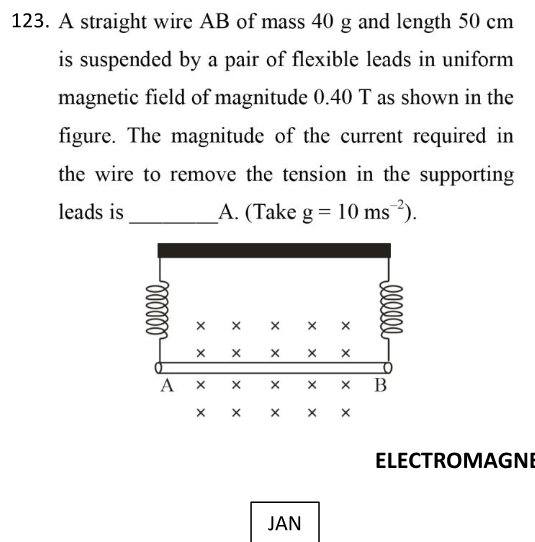 123. A straight wire AB of mass 40 g and length 50 cm
is suspended by a pair of flexible leads in uniform
magnetic field of magnitude 0.40 T as shown in the
figure. The magnitude of the current required in
the wire to remove the tension in the supporting
leads is ________A. (Take g = 10 ms⁻²).
× × × × ×
× × × × ×
A × × × × × B
× × × × ×
ELECTROMAGNE
JAN